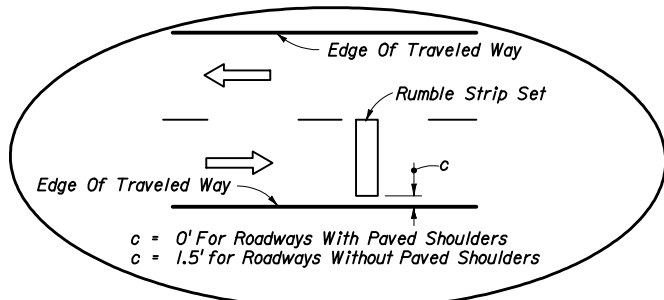 Edge Of Traveled Way
Rumble Strip Set
c
Edge Of Traveled Way
c = 0' For Roadways With Paved Shoulders
c = 1.5' for Roadways Without Paved Shoulders